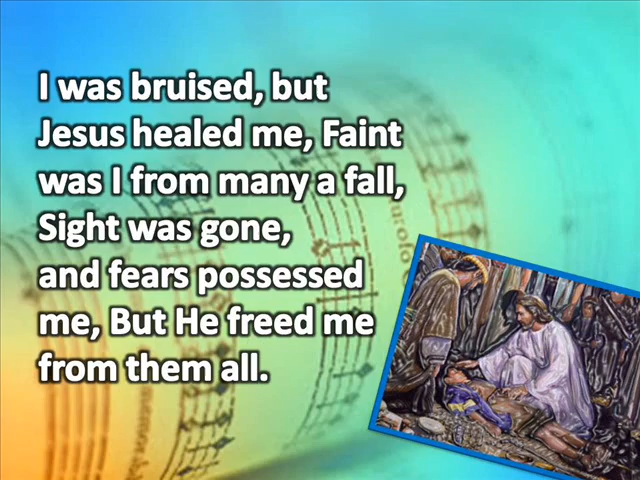 I was bruised, but
Jesus healed me, Faint
was I from many a fall,
Sight was gone,
and fears possessed
me, But He freed me
from them all.